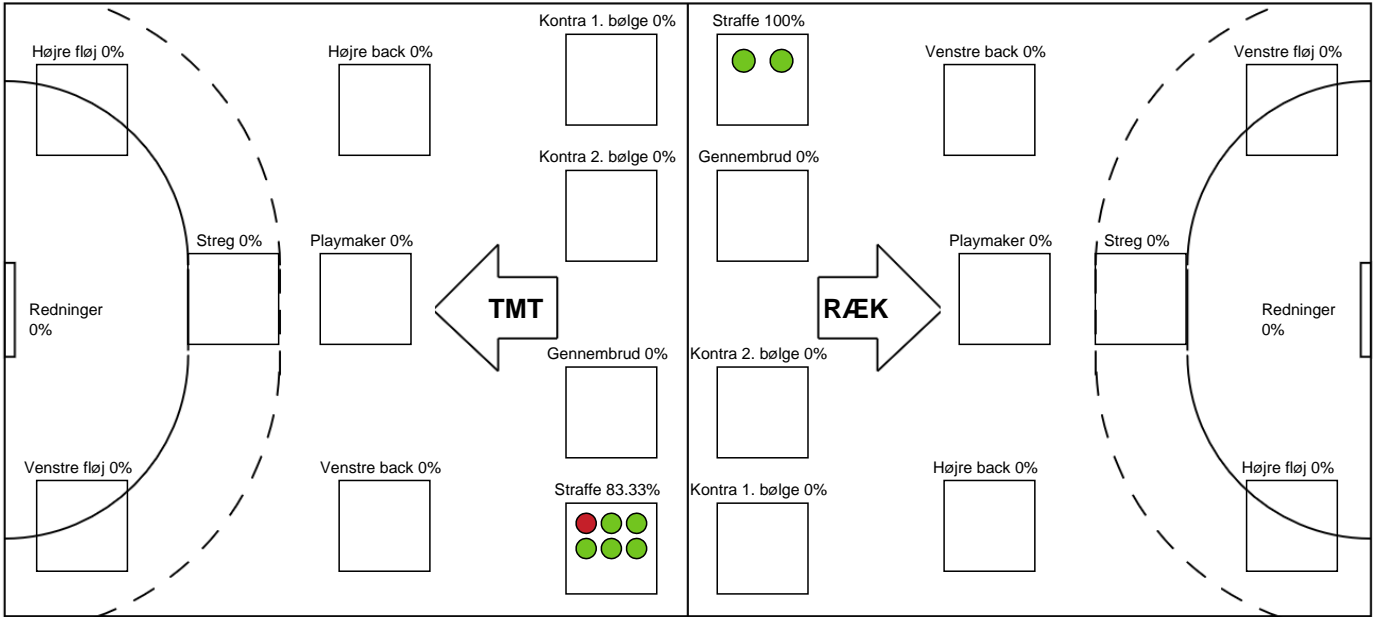 Kontra 1. bølge 0%
Straffe 100%
Højre fløj 0%
Højre back 0%
Venstre back 0%
Venstre fløj 0%
Kontra 2. bølge 0%
Gennembrud 0%
Streg 0%
Playmaker 0%
Playmaker 0%
Streg 0%
Redninger
0%
TMT
RÆK
Redninger
0%
Gennembrud 0%
Kontra 2. bølge 0%
Venstre fløj 0%
Venstre back 0%
Højre back 0%
Højre fløj 0%
Straffe 83.33%
Kontra 1. bølge 0%